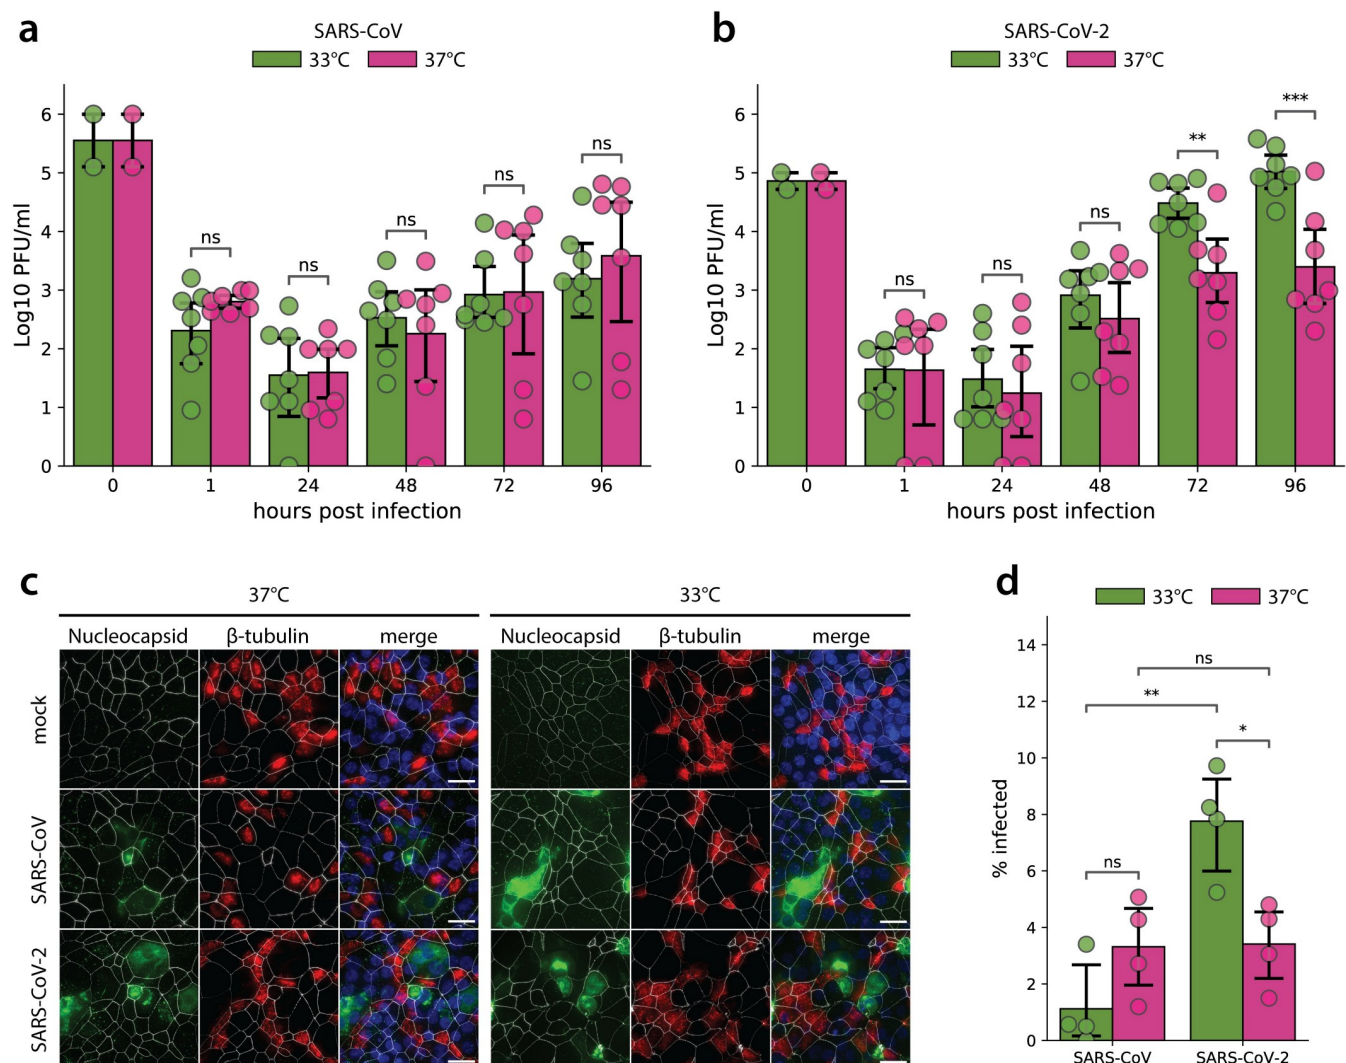 a
SARS-CoV
33°C 37°C
Log10 PFU/ml
6
5
4
3
2
1
0
ns
ns
ns
ns
ns
0 1 24 48 72 96
hours post infection
b
SARS-CoV-2
33°C 37°C
Log10 PFU/ml
6
5
4
3
2
1
0
ns
ns
ns
**
***
0 1 24 48 72 96
hours post infection
c
37°C 33°C
Nucleocapsid β-tubulin merge Nucleocapsid β-tubulin merge
mock
SARS-CoV
SARS-CoV-2
d
33°C 37°C
% infected
14
12
10
8
6
4
2
0
ns
**
*
ns
SARS-CoV SARS-CoV-2